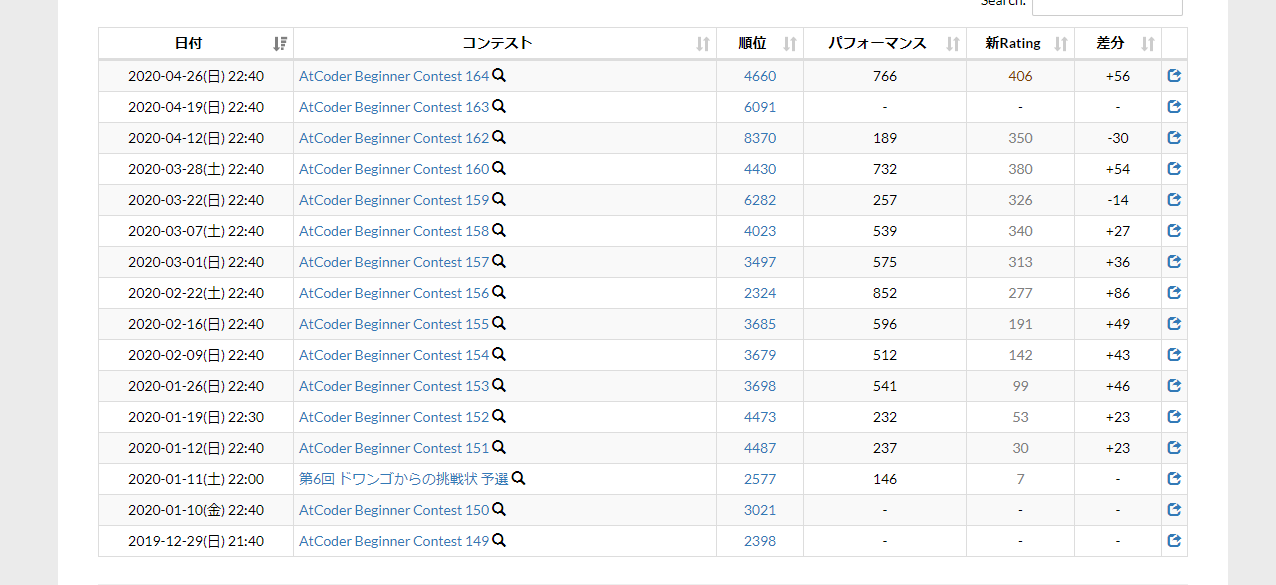 Search:
日付 コンテスト 順位 パフォーマンス 新Rating 差分
2020-04-26(日) 22:40 AtCoder Beginner Contest 164 4660 766 406 +56
2020-04-19(日) 22:40 AtCoder Beginner Contest 163 6091 - - -
2020-04-12(日) 22:40 AtCoder Beginner Contest 162 8370 189 350 -30
2020-03-28(土) 22:40 AtCoder Beginner Contest 160 4430 732 380 +54
2020-03-22(日) 22:40 AtCoder Beginner Contest 159 6282 257 326 -14
2020-03-07(土) 22:40 AtCoder Beginner Contest 158 4023 539 340 +27
2020-03-01(日) 22:40 AtCoder Beginner Contest 157 3497 575 313 +36
2020-02-22(土) 22:40 AtCoder Beginner Contest 156 2324 852 277 +86
2020-02-16(日) 22:40 AtCoder Beginner Contest 155 3685 596 191 +49
2020-02-09(日) 22:40 AtCoder Beginner Contest 154 3679 512 142 +43
2020-01-26(日) 22:40 AtCoder Beginner Contest 153 3698 541 99 +46
2020-01-19(日) 22:30 AtCoder Beginner Contest 152 4473 232 53 +23
2020-01-12(日) 22:40 AtCoder Beginner Contest 151 4487 237 30 +23
2020-01-11(土) 22:00 第6回 ドワンゴからの挑戦状 予選 2577 146 7 -
2020-01-10(金) 22:40 AtCoder Beginner Contest 150 3021 - - -
2019-12-29(日) 21:40 AtCoder Beginner Contest 149 2398 - - -